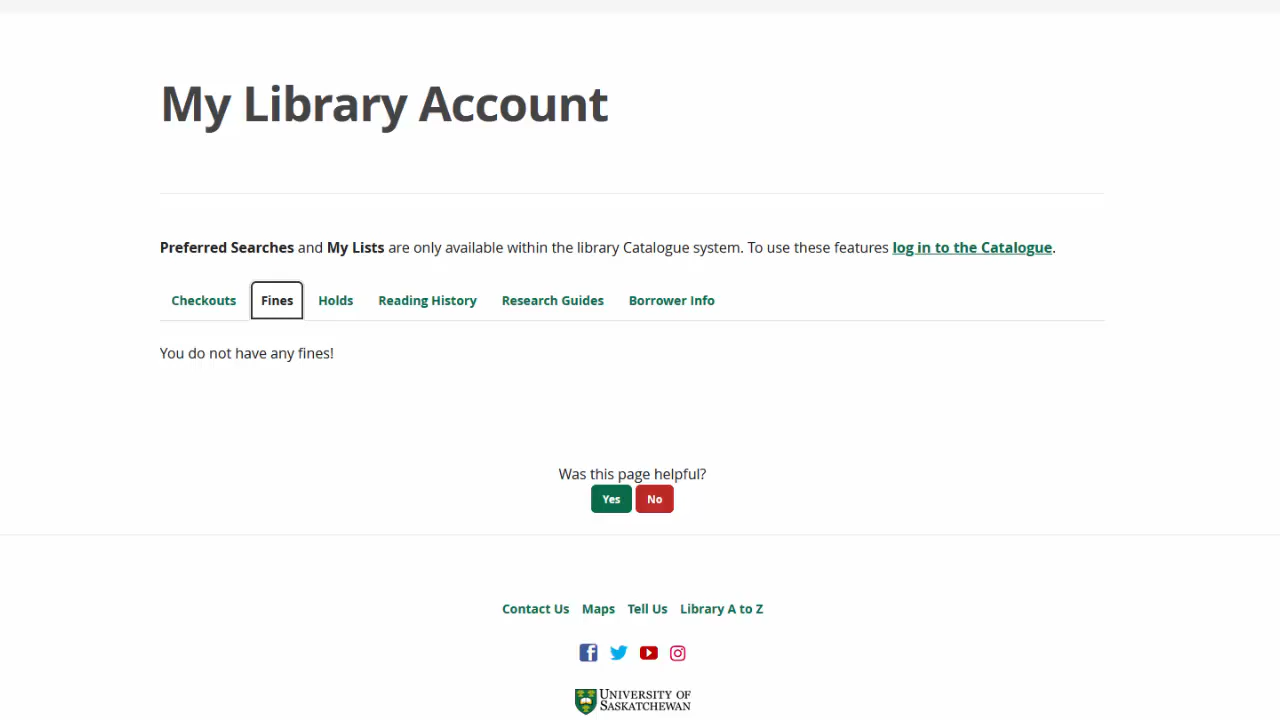 My Library Account
Preferred Searches and My Lists are only available within the library Catalogue system. To use these features log in to the Catalogue.
Checkouts Fines Holds Reading History Research Guides Borrower Info
You do not have any fines!
Was this page helpful?
Yes No
Contact Us Maps Tell Us Library A to Z
UNIVERSITY OF
SASKATCHEWAN